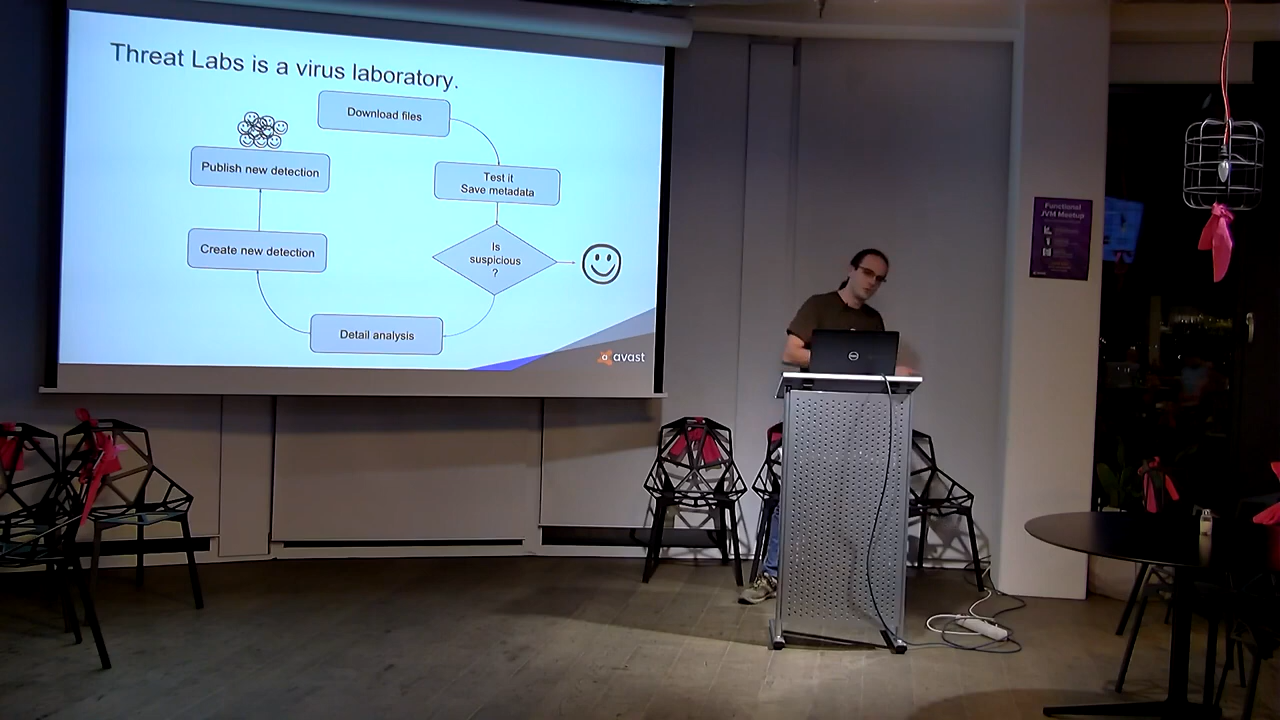 Threat Labs is a virus laboratory.
Download files
Publish new detection
Test it
Save metadata
Create new detection
Is
suspicious
?
Detail analysis
avast
Functional
JVM Meetup
DELL